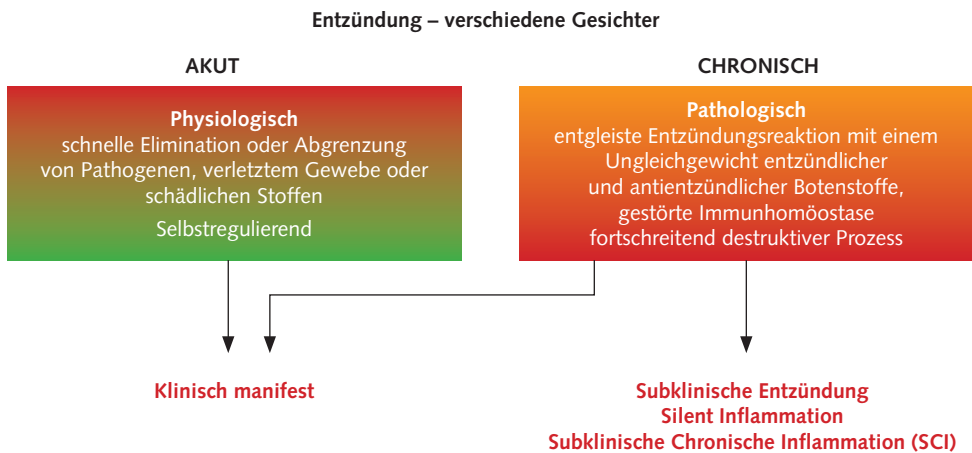 Entzündung – verschiedene Gesichter
AKUT
Physiologisch
schnelle Elimination oder Abgrenzung
von Pathogenen, verletztem Gewebe oder
schädlichen Stoffen
Selbstregulierend
CHRONISCH
Pathologisch
entgleiste Entzündungsreaktion mit einem
Ungleichgewicht entzündlicher
und antientzündlicher Botenstoffe,
gestörte Immunhomöostase
fortschreitend destruktiver Prozess
Klinisch manifest
Subklinische Entzündung
Silent Inflammation
Subklinische Chronische Inflammation (SCI)